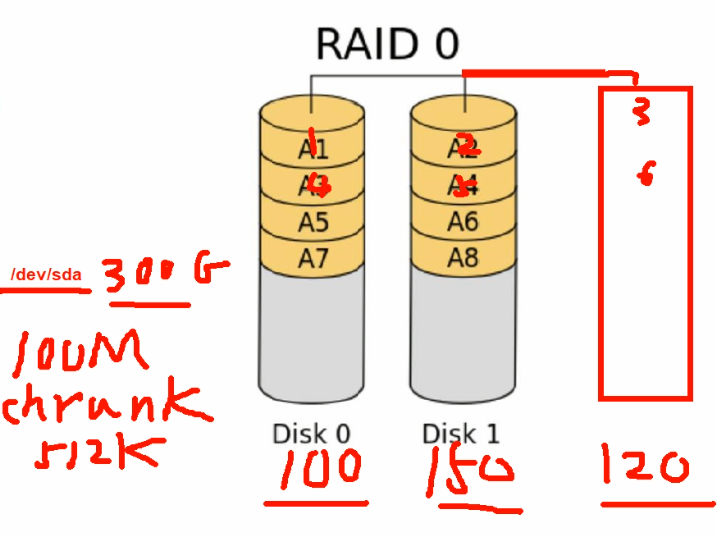 RAID 0
3
A1 1 A2 2
A3 4 A4 5 6
A5 A6
/dev/sda 300G A7 A8
100M
chrunk
512K
Disk 0 Disk 1
100 150 120